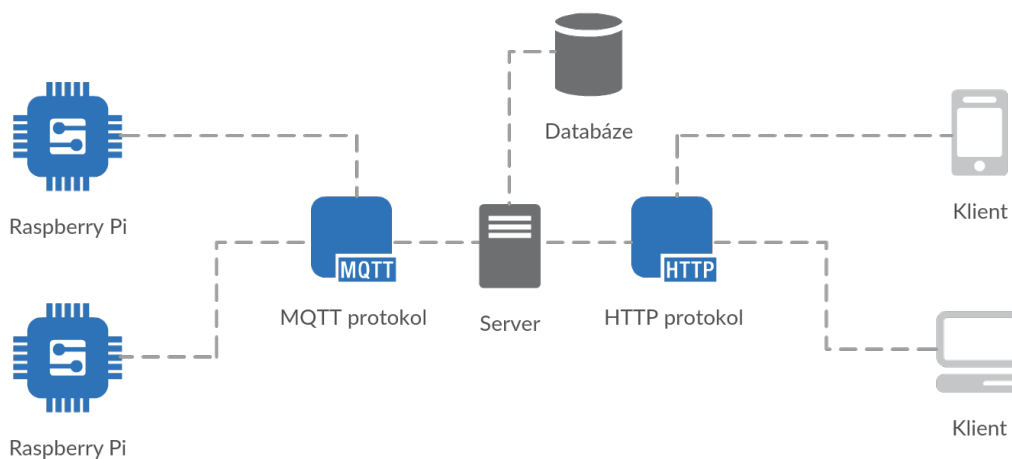 Databáze
Raspberry Pi
Klient
MQTT
HTTP
MQTT protokol
Server
HTTP protokol
Raspberry Pi
Klient